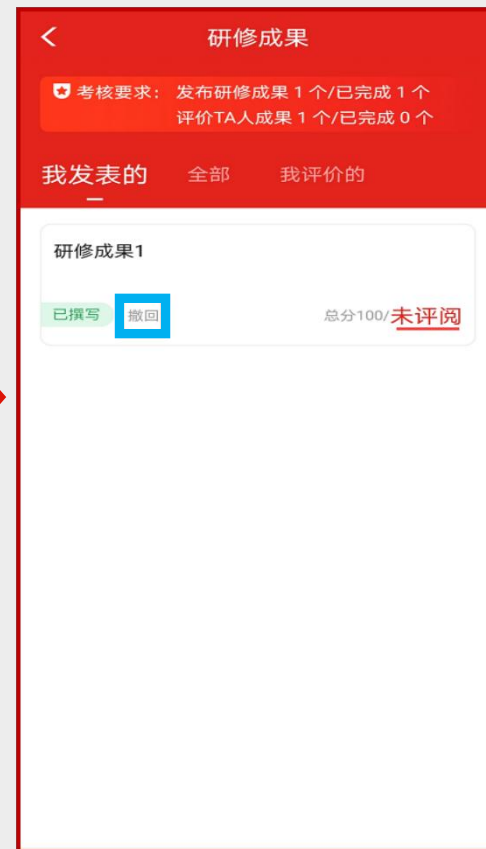 研修成果
考核要求： 发布研修成果 1 个/已完成 1 个
评价TA人成果 1 个/已完成 0 个
我发表的 全部 我评价的
研修成果1
已撰写 撤回 总分100/未评阅